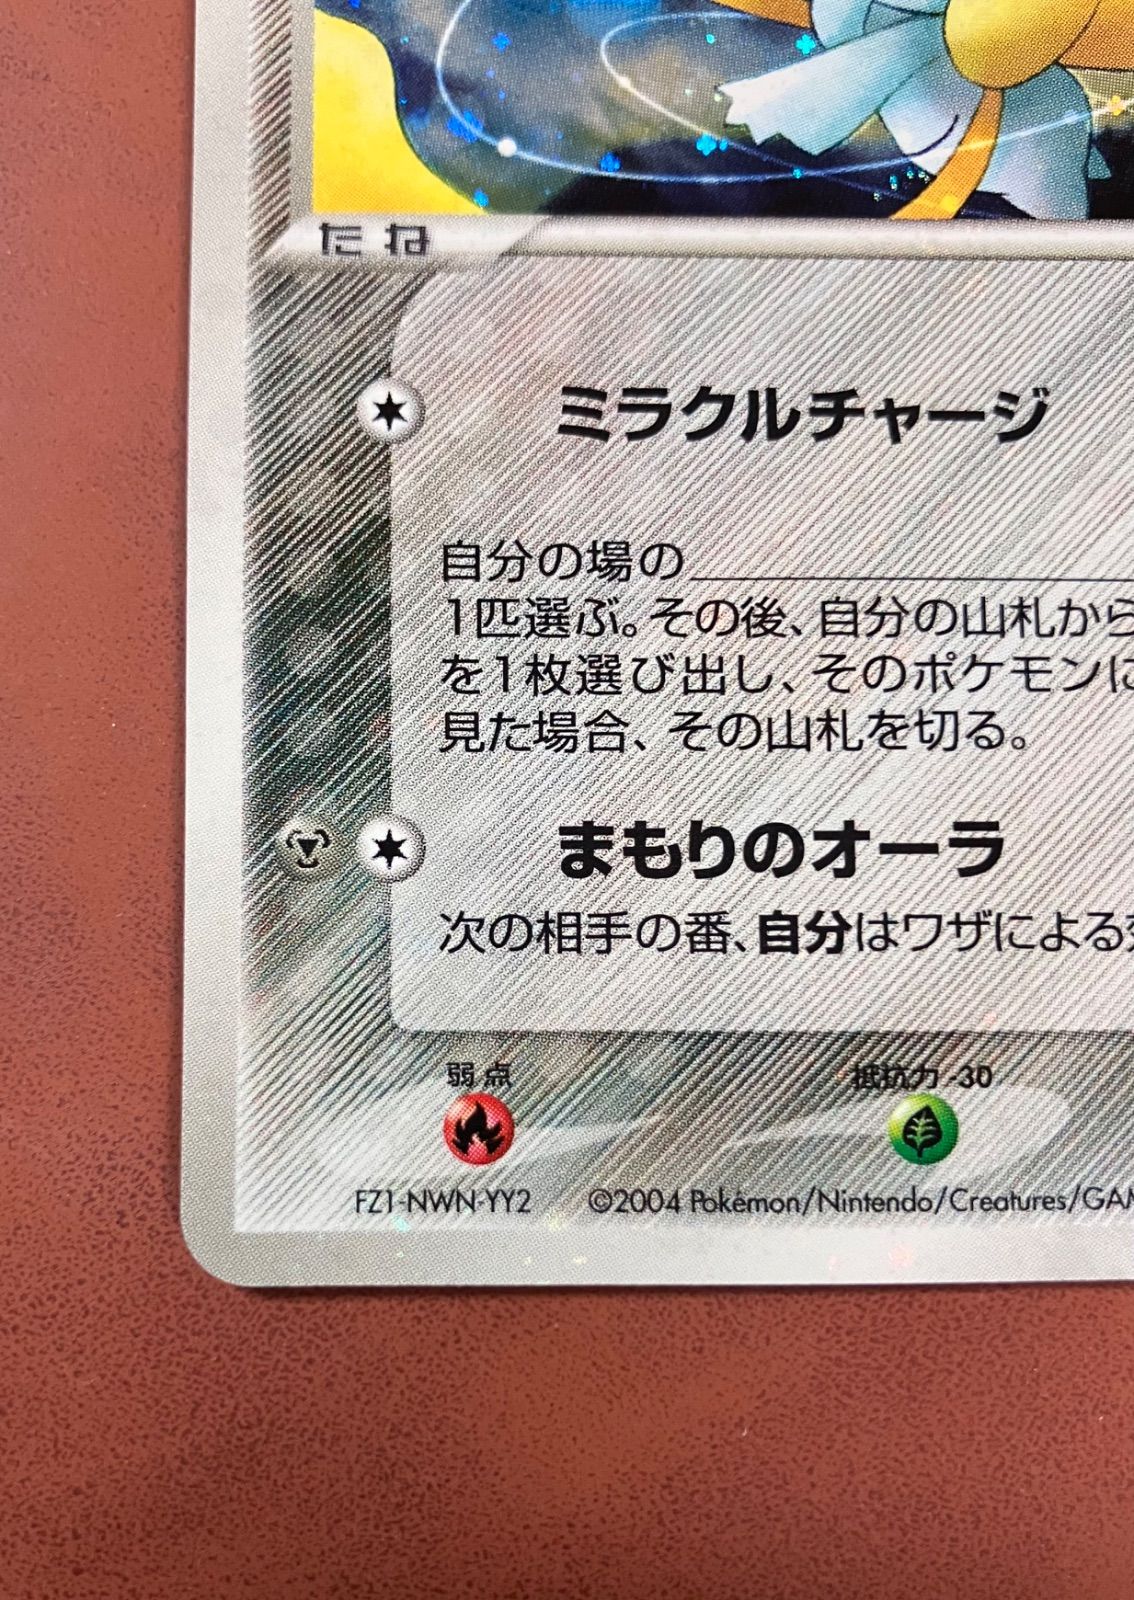 たね
ミラクルチャージ
自分の場の
1匹選ぶ。その後、自分の山札から
を1枚選び出し、そのポケモンに
見た場合、その山札を切る。
まもりのオーラ
次の相手の番、自分はワザによる
弱点
抵抗力 -30
FZ1-NWN-YY2 ©2004 Pokémon/Nintendo/Creatures/GAM